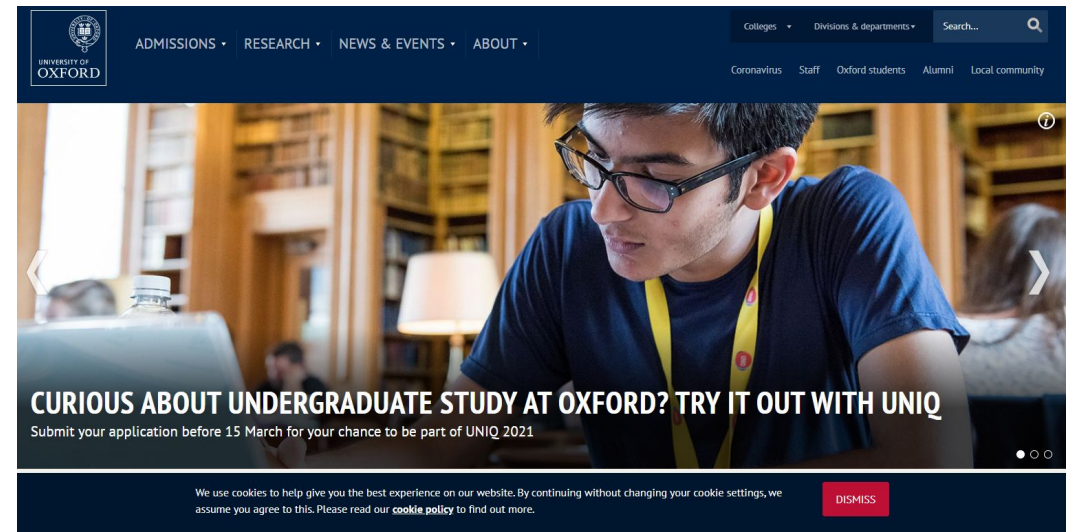 UNIVERSITY OF
OXFORD
ADMISSIONS
RESEARCH
NEWS & EVENTS
ABOUT
Colleges
Divisions & departments
Search...
Coronavirus
Staff
Oxford students
Alumni
Local community
CURIOUS ABOUT UNDERGRADUATE STUDY AT OXFORD? TRY IT OUT WITH UNIQ
Submit your application before 15 March for your chance to be part of UNIQ 2021
We use cookies to help give you the best experience on our website. By continuing without changing your cookie settings, we
assume you agree to this. Please read our cookie policy to find out more.
DISMISS